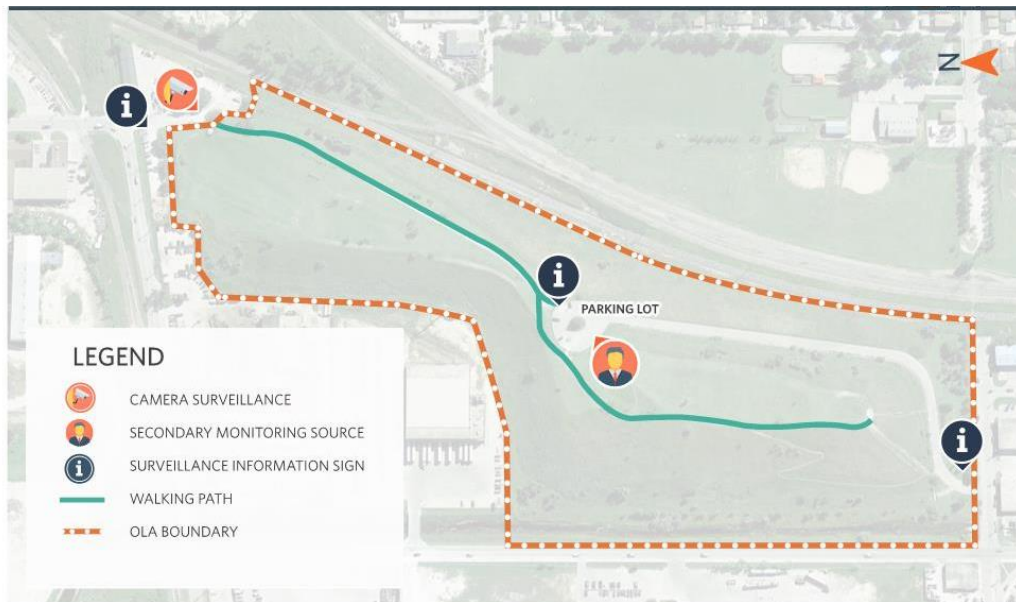 N
i
i
PARKING LOT
i
LEGEND
CAMERA SURVEILLANCE
SECONDARY MONITORING SOURCE
i SURVEILLANCE INFORMATION SIGN
WALKING PATH
OLA BOUNDARY